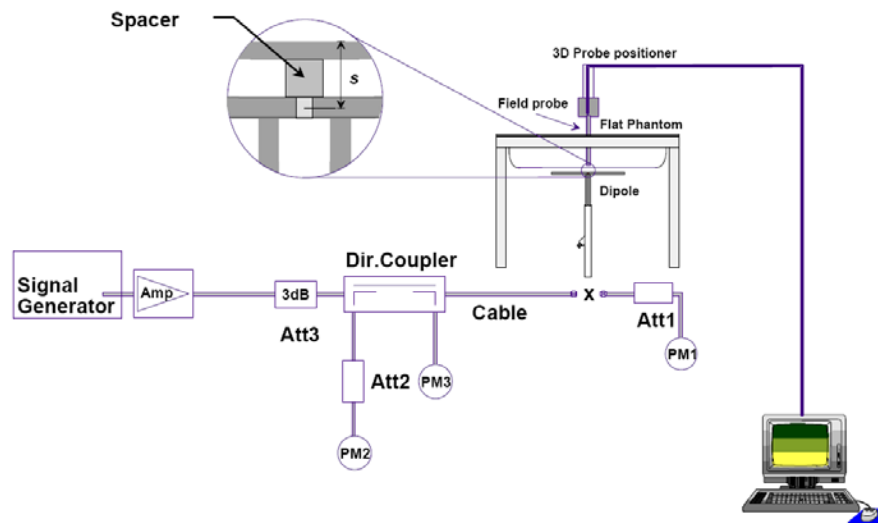 Spacer
s
3D Probe positioner
Field probe
Flat Phantom
Dipole
Dir.Coupler
Signal
Generator
Amp
3dB
Att3
Cable
x
Att1
PM1
Att2
PM3
PM2